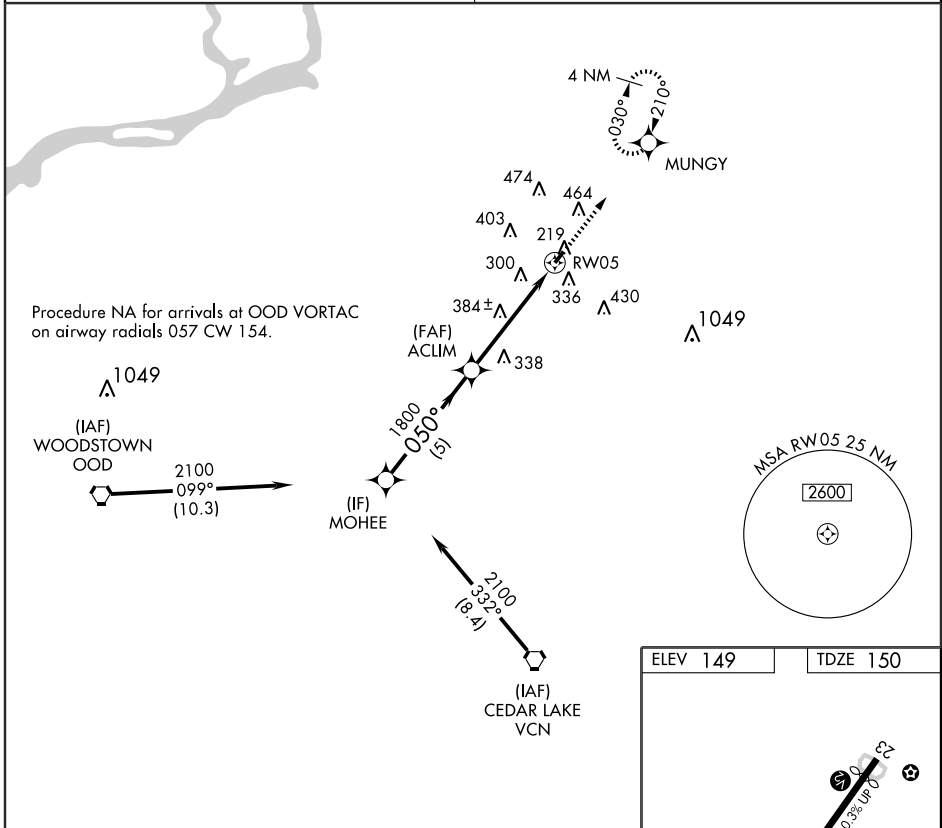 4 NM
030°
210°
MUNGY
474
464
403
219
RW05
300
336
430
384±
1049
Procedure NA for arrivals at OOD VORTAC
on airway radials 057 CW 154.
(FAF)
ACLIM
338
1049
(IAF)
WOODSTOWN
OOD
1800
050°
(5)
2100
099°
(10.3)
(IF)
MOHEE
MSA RW05 25 NM
2600
2100
332°
(8.4)
(IAF)
CEDAR LAKE
VCN
ELEV 149
TDZE 150
23
0.3% UP